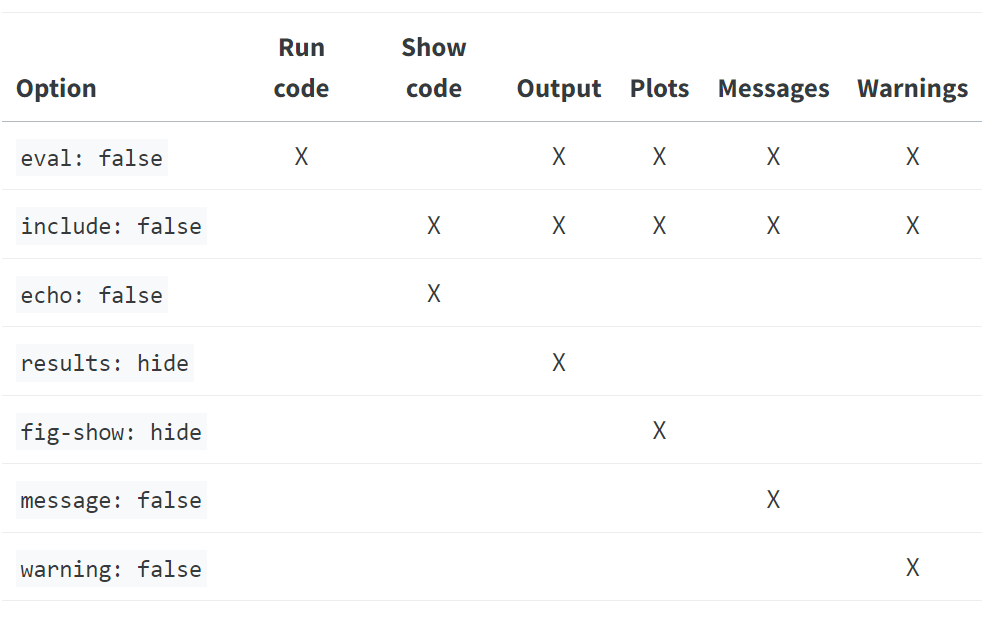 Run Show
Option code code Output Plots Messages Warnings
eval: false X X X X X
include: false X X X X X
echo: false X
results: hide X
fig-show: hide X
message: false X
warning: false X